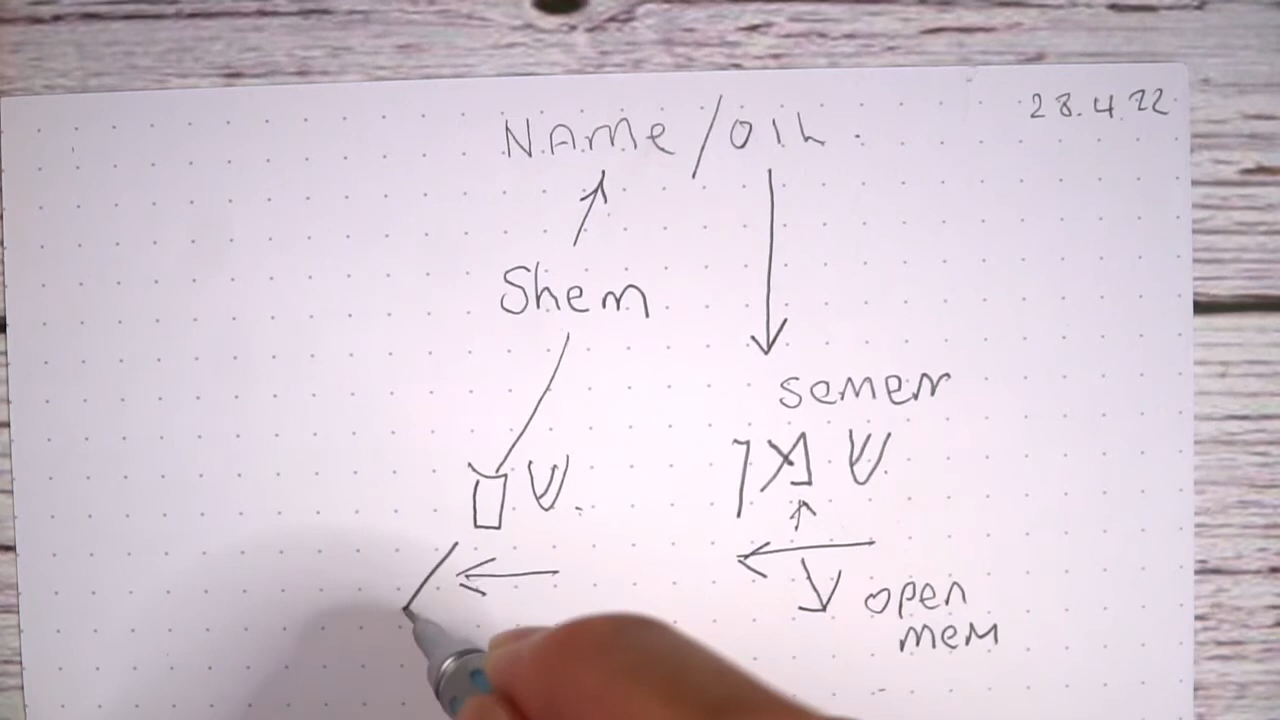 28.4.22
NAME/OIL.
Shem
semen
שם.
שמן
open
mem